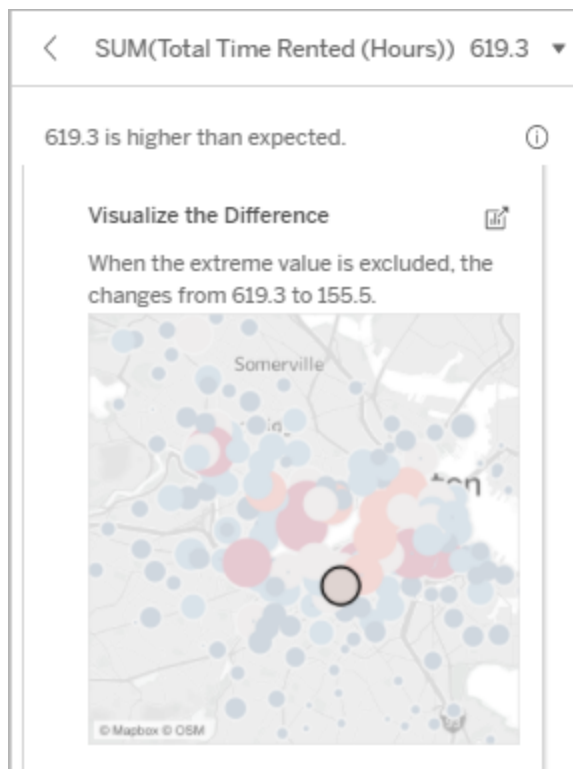 SUM(Total Time Rented (Hours)) 619.3
619.3 is higher than expected.
Visualize the Difference
When the extreme value is excluded, the
changes from 619.3 to 155.5.
Somerville
© Mapbox © OSM